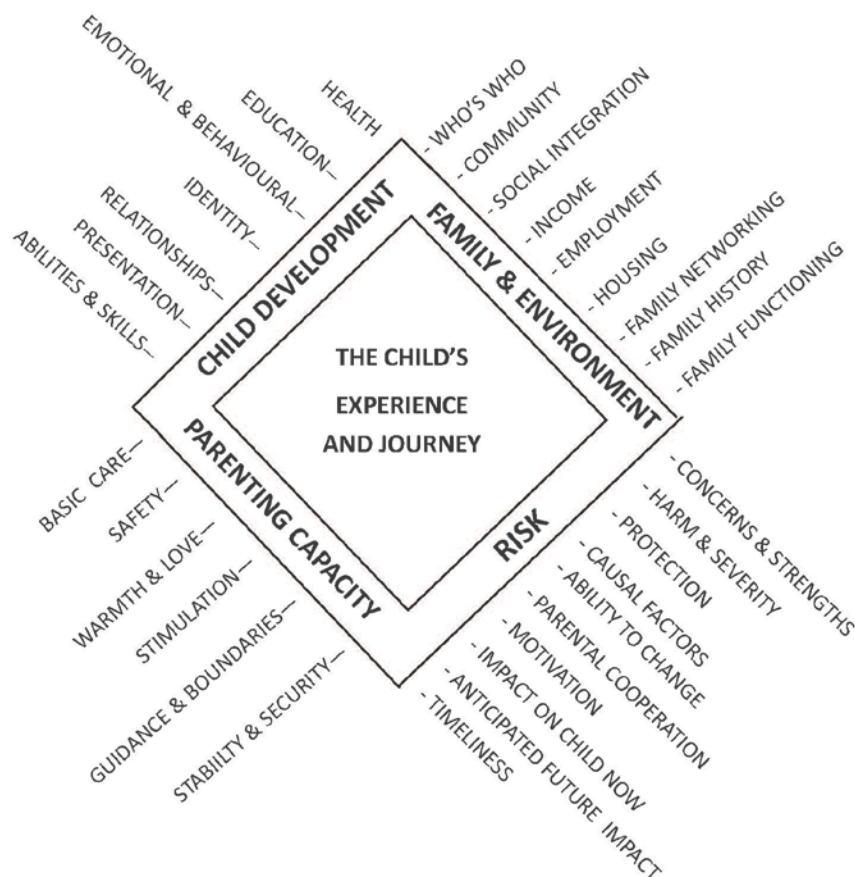 EMOTIONAL & BEHAVIOURAL
EDUCATION
HEALTH
IDENTITY
RELATIONSHIPS
PRESENTATION
ABILITIES & SKILLS
CHILD DEVELOPMENT
- WHO'S WHO
- COMMUNITY
- SOCIAL INTEGRATION
- INCOME
- EMPLOYMENT
- HOUSING
- FAMILY NETWORKING
- FAMILY HISTORY
- FAMILY FUNCTIONING
FAMILY & ENVIRONMENT
THE CHILD'S
EXPERIENCE
AND JOURNEY
PARENTING CAPACITY
BASIC CARE
SAFETY
WARMTH & LOVE
STIMULATION
GUIDANCE & BOUNDARIES
STABIILTY & SECURITY
RISK
- CONCERNS & STRENGTHS
- HARM & SEVERITY
- PROTECTION
- CAUSAL FACTORS
- ABILITY TO CHANGE
- PARENTAL COOPERATION
- MOTIVATION
- IMPACT ON CHILD NOW
- ANTICIPATED FUTURE IMPACT
- TIMELINESS